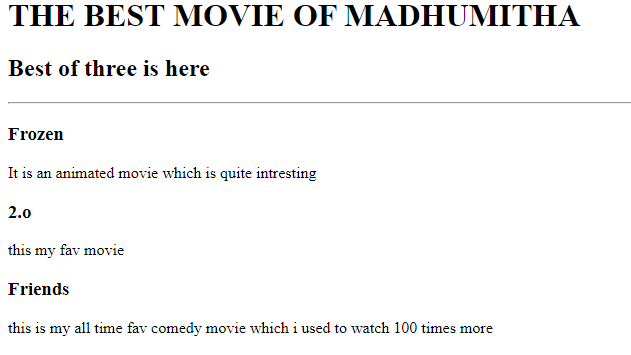 THE BEST MOVIE OF MADHUMITHA
Best of three is here
Frozen
It is an animated movie which is quite intresting
2.o
this my fav movie
Friends
this is my all time fav comedy movie which i used to watch 100 times more